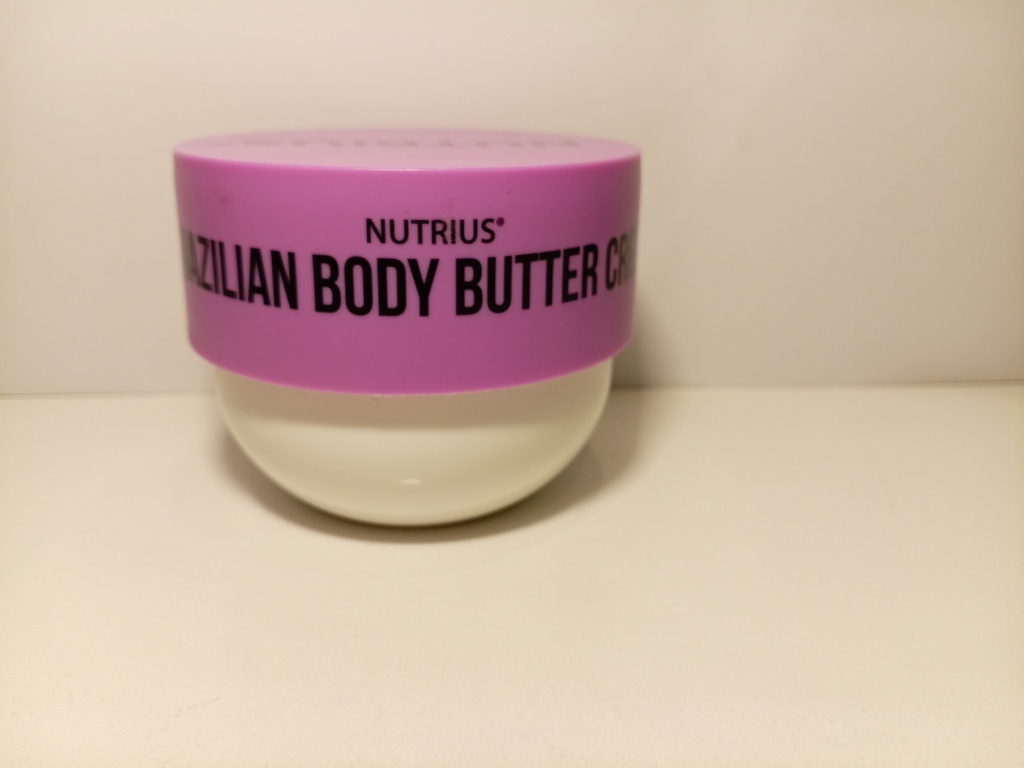 NUTRIUS®
AZILIAN BODY BUTTER CR